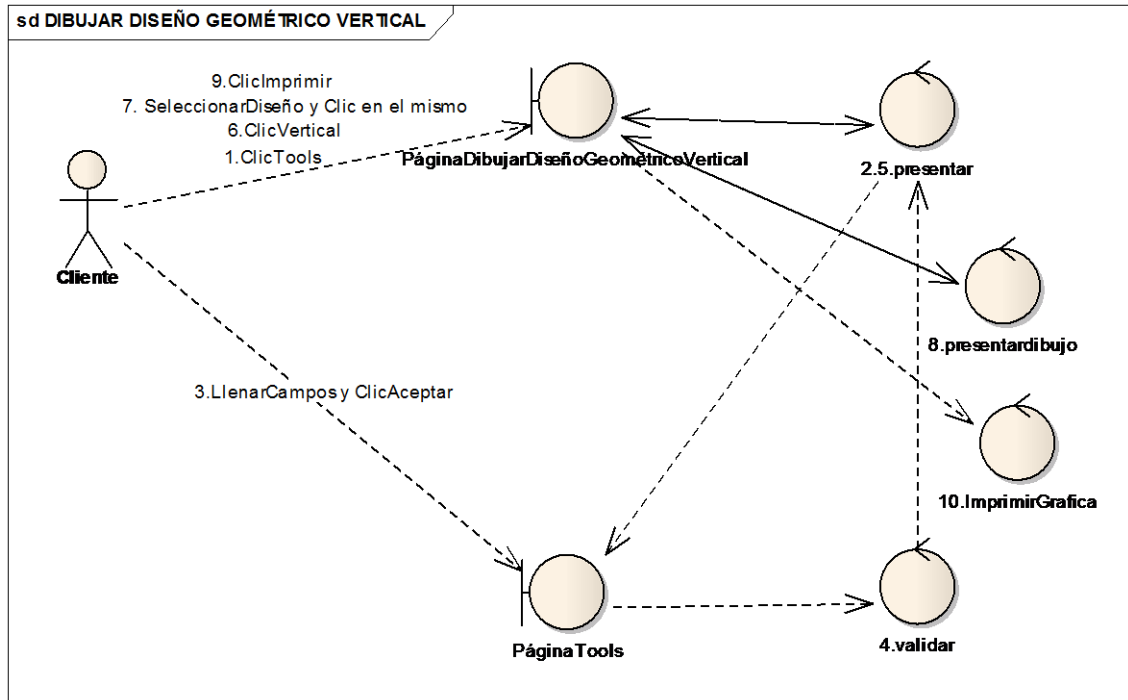 sd DIBUJAR DISEÑO GEOMÉTRICO VERTICAL
9.ClicImprimir
7. SeleccionarDiseño y Clic en el mismo
6.ClicVertical
1.ClicTools
PáginaDibujarDiseñoGeométricoVertical
2.5.presentar
Cliente
8.presentardibujo
3.LlenarCampos y ClicAceptar
10.ImprimirGrafica
PáginaTools
4.validar